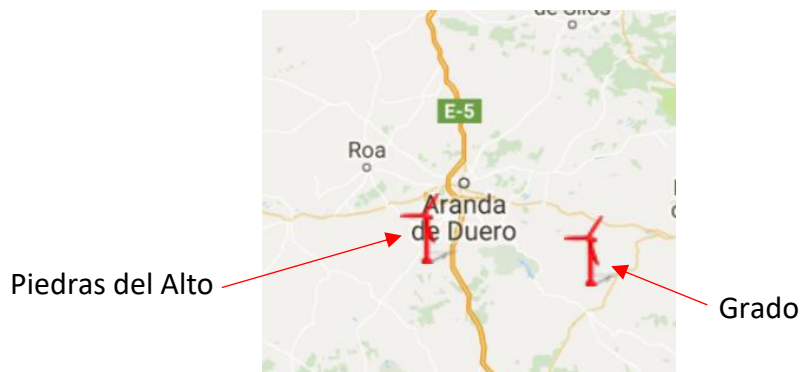 de Silos
E-5
Roa
Aranda
de Duero
Piedras del Alto
Grado